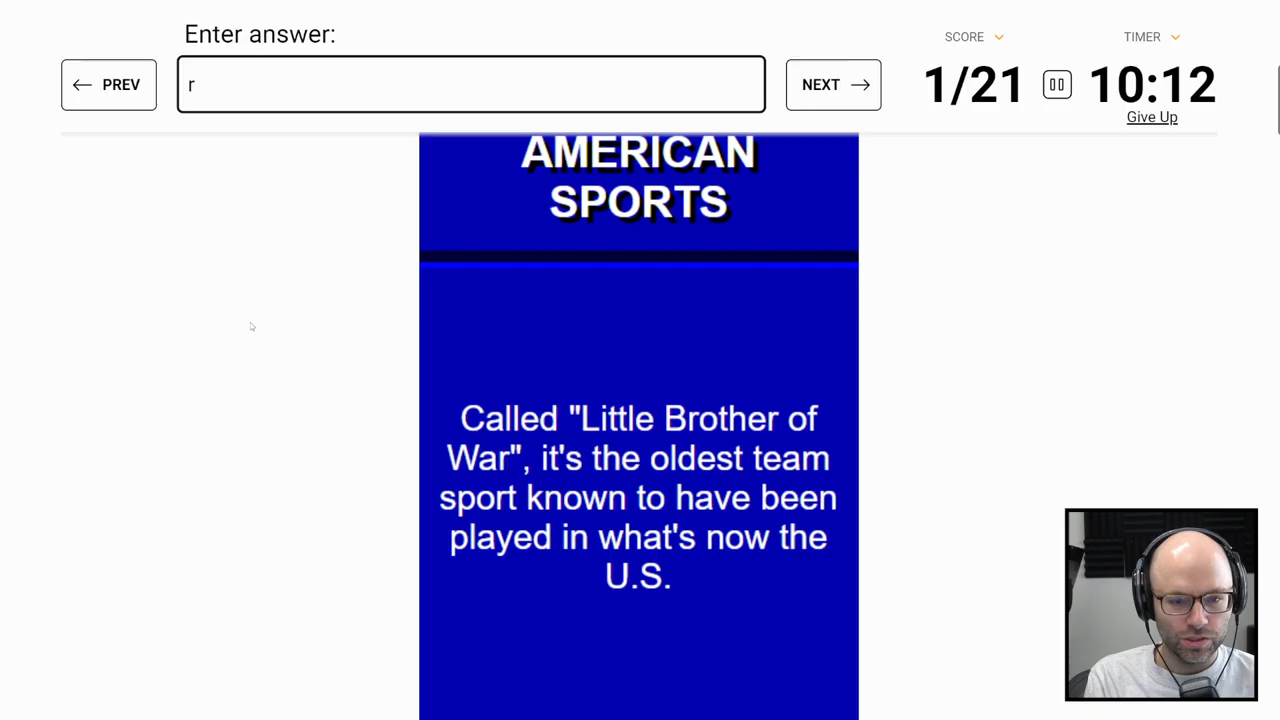 Enter answer:
SCORE
TIMER
← PREV
r
NEXT →
1/21
10:12
Give Up
AMERICAN
SPORTS
Called "Little Brother of
War", it's the oldest team
sport known to have been
played in what's now the
U.S.